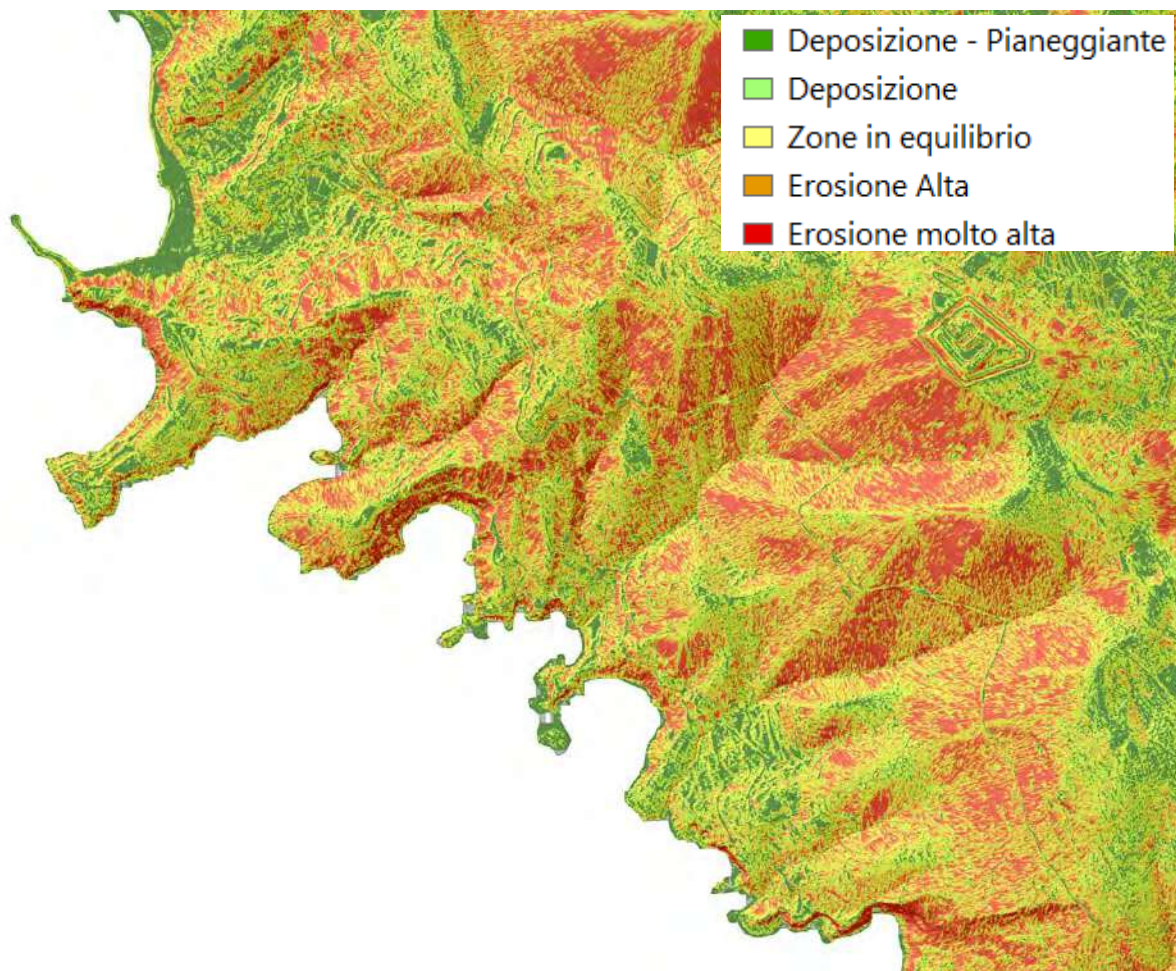 Deposizione - Pianeggiante
Deposizione
Zone in equilibrio
Erosione Alta
Erosione molto alta